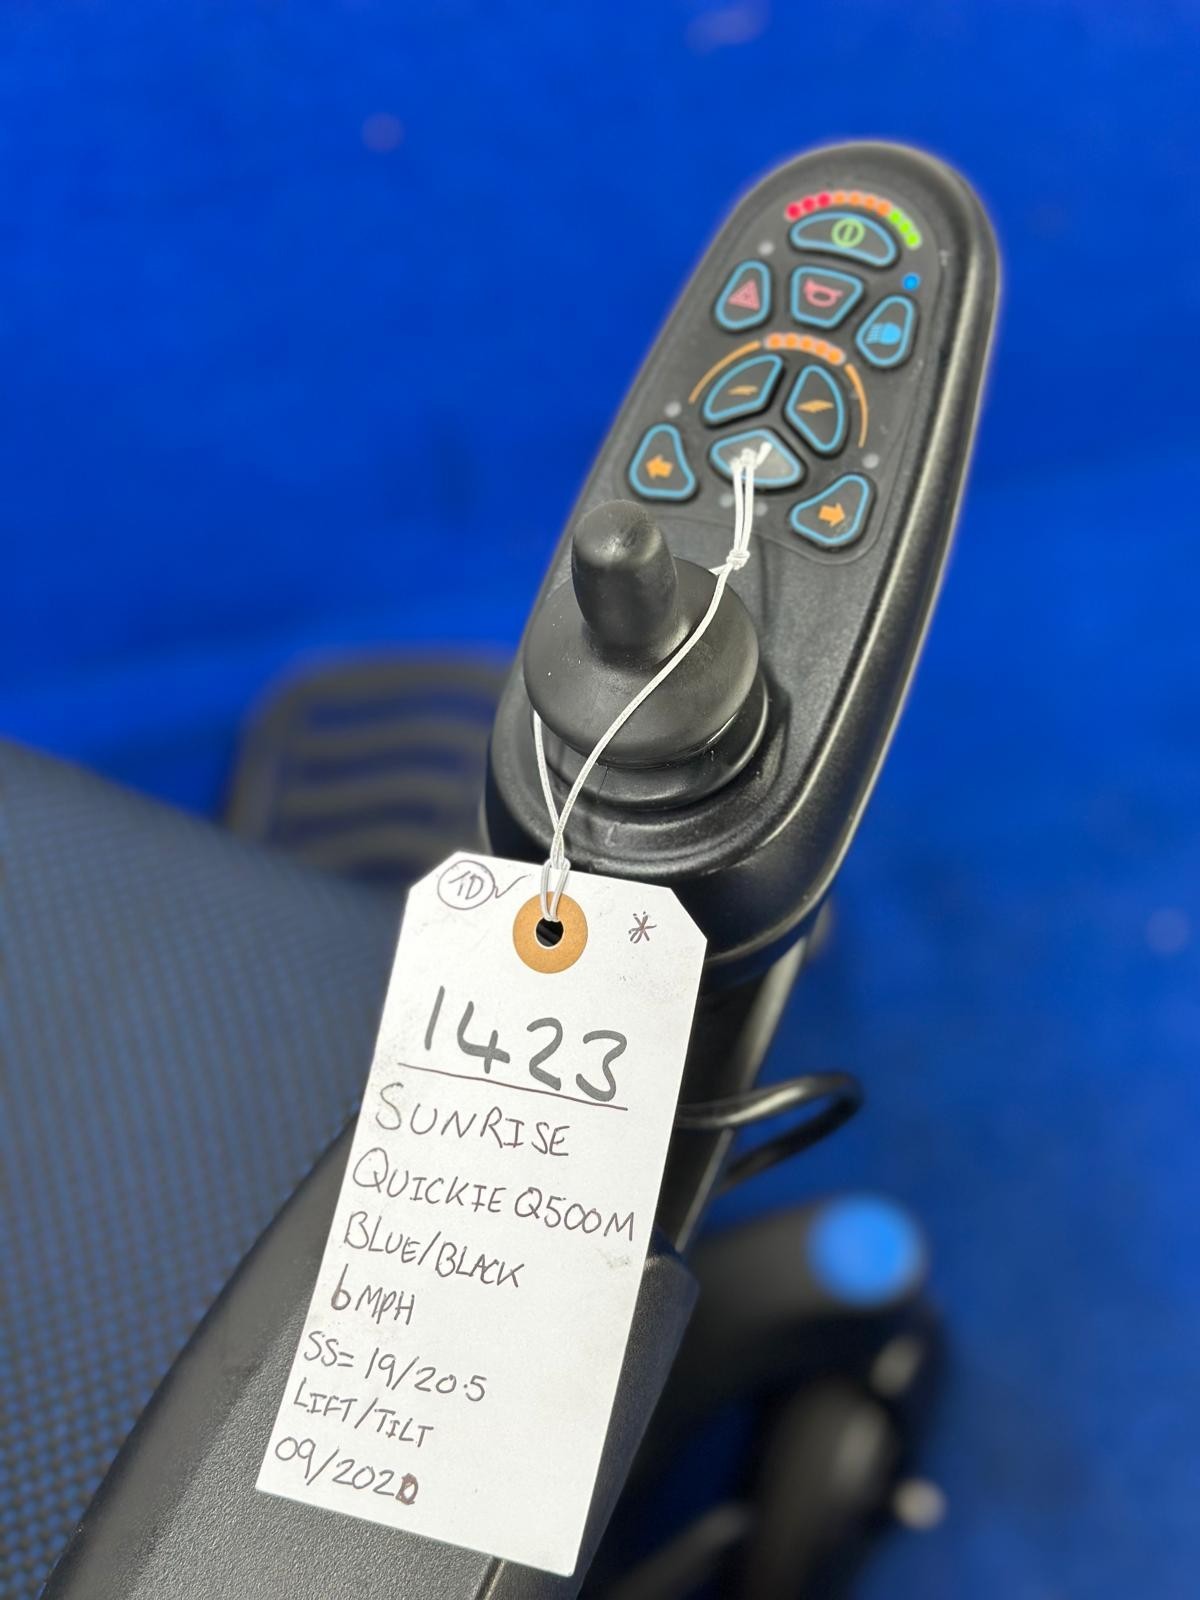 1D ✓ *
1423
SUNRISE
QUICKIE Q500M
BLUE/BLACK
6MPH
SS= 19/20.5
LIFT/TILT
09/2020